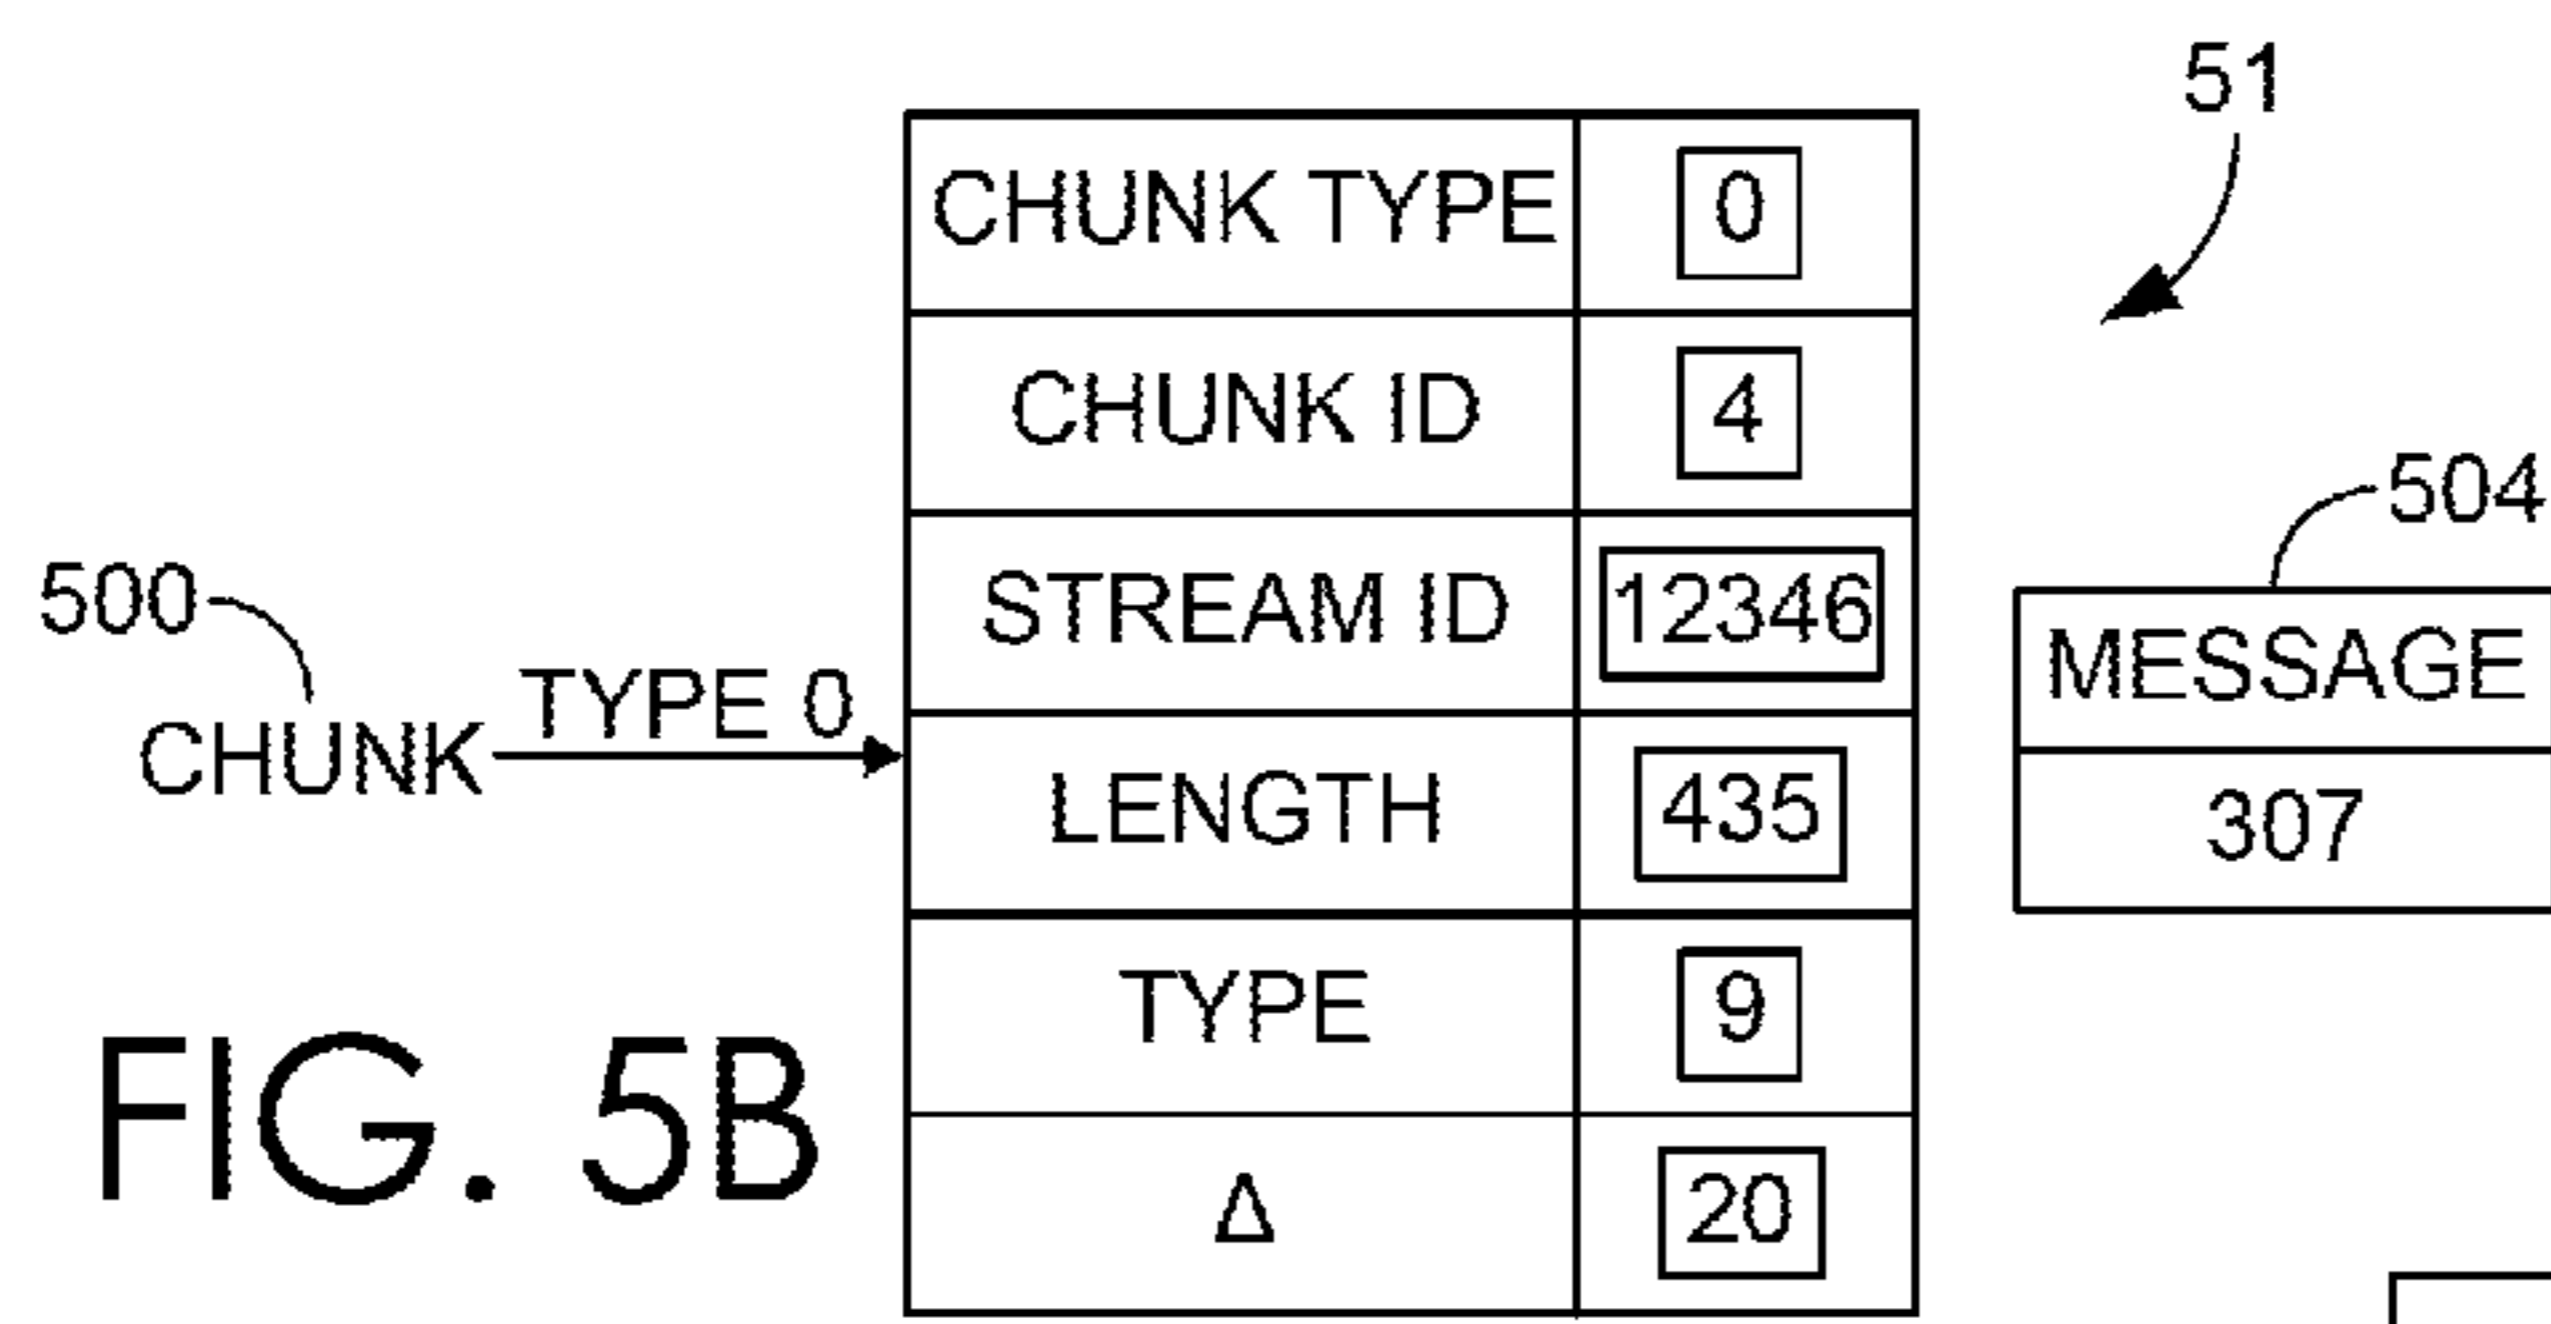 51
CHUNK TYPE 0
CHUNK ID 4
504
STREAM ID 12346
500
MESSAGE
TYPE 0
CHUNK
LENGTH 435
307
TYPE 9
FIG. 5B
Δ 20